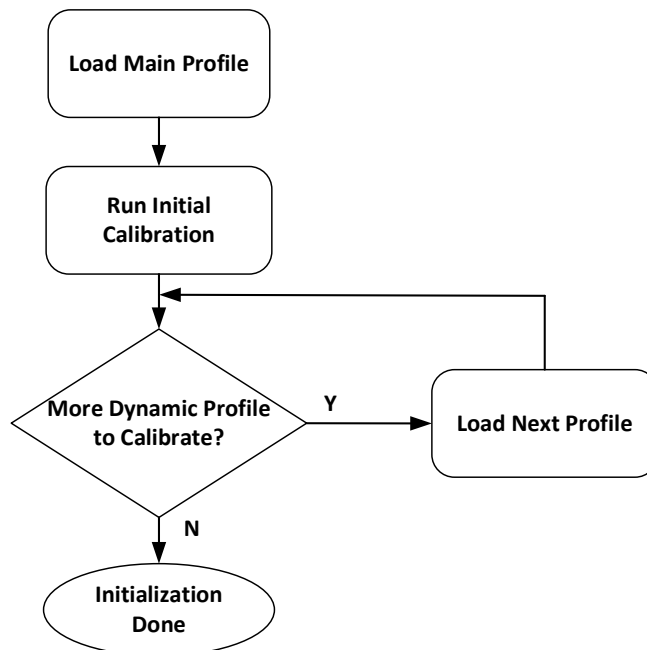 Load Main Profile
Run Initial
Calibration
More Dynamic Profile
to Calibrate?
Y
Load Next Profile
N
Initialization
Done